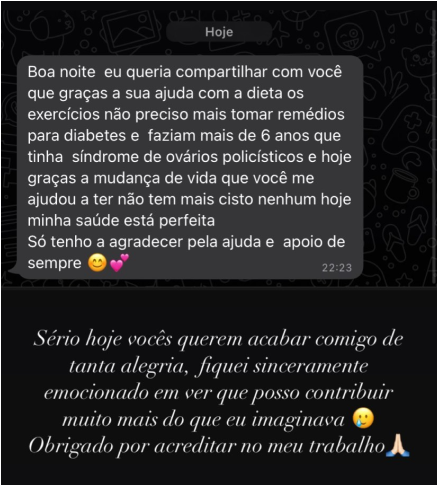 Hoje
Boa noite  eu queria compartilhar com você
que graças a sua ajuda com a dieta os
exercícios não preciso mais tomar remédios
para diabetes e  faziam mais de 6 anos que
tinha  síndrome de ovários policísticos e hoje
graças a mudança de vida que você me
ajudou a ter não tem mais cisto nenhum hoje
minha saúde está perfeita
Só tenho a agradecer pela ajuda e  apoio de
sempre 😊💕
22:23
Sério hoje vocês querem acabar comigo de
tanta alegria,  fiquei sinceramente
emocionado em ver que posso contribuir
muito mais do que eu imaginava 🥲
Obrigado por acreditar no meu trabalho🙏🏻